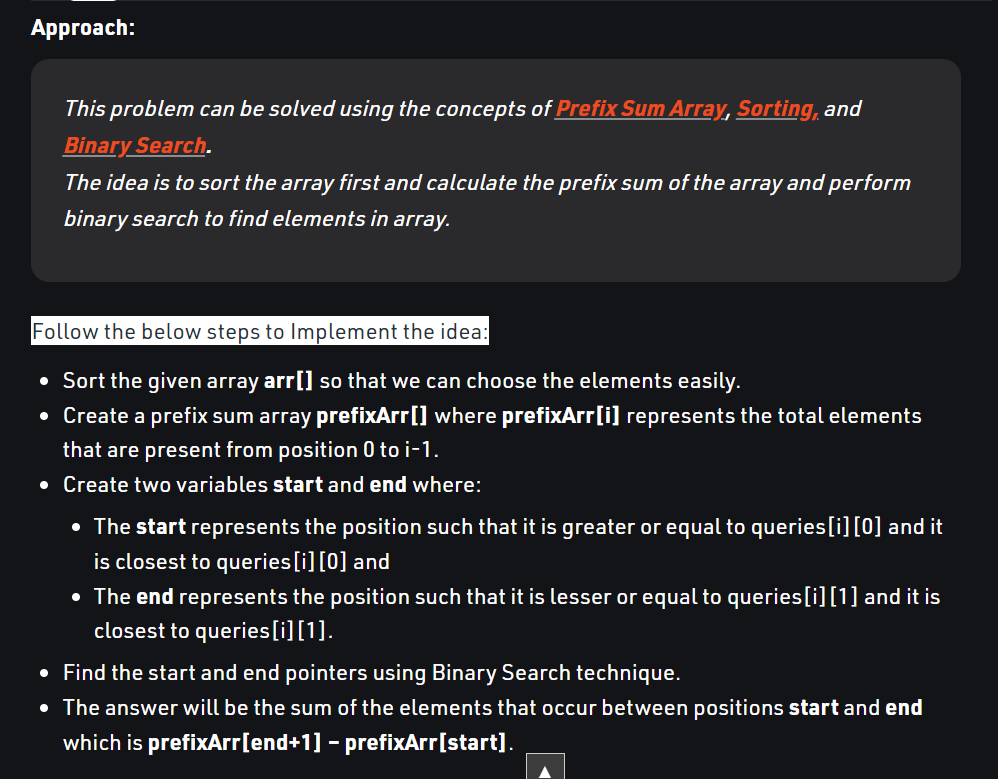 Approach:
This problem can be solved using the concepts of Prefix Sum Array, Sorting, and
Binary Search.
The idea is to sort the array first and calculate the prefix sum of the array and perform
binary search to find elements in array.
Follow the below steps to Implement the idea:
• Sort the given array arr[] so that we can choose the elements easily.
• Create a prefix sum array prefixArr[] where prefixArr[i] represents the total elements
that are present from position 0 to i-1.
• Create two variables start and end where:
• The start represents the position such that it is greater or equal to queries[i][0] and it
is closest to queries[i][0] and
• The end represents the position such that it is lesser or equal to queries[i][1] and it is
closest to queries[i][1].
• Find the start and end pointers using Binary Search technique.
• The answer will be the sum of the elements that occur between positions start and end
which is prefixArr[end+1] – prefixArr[start].